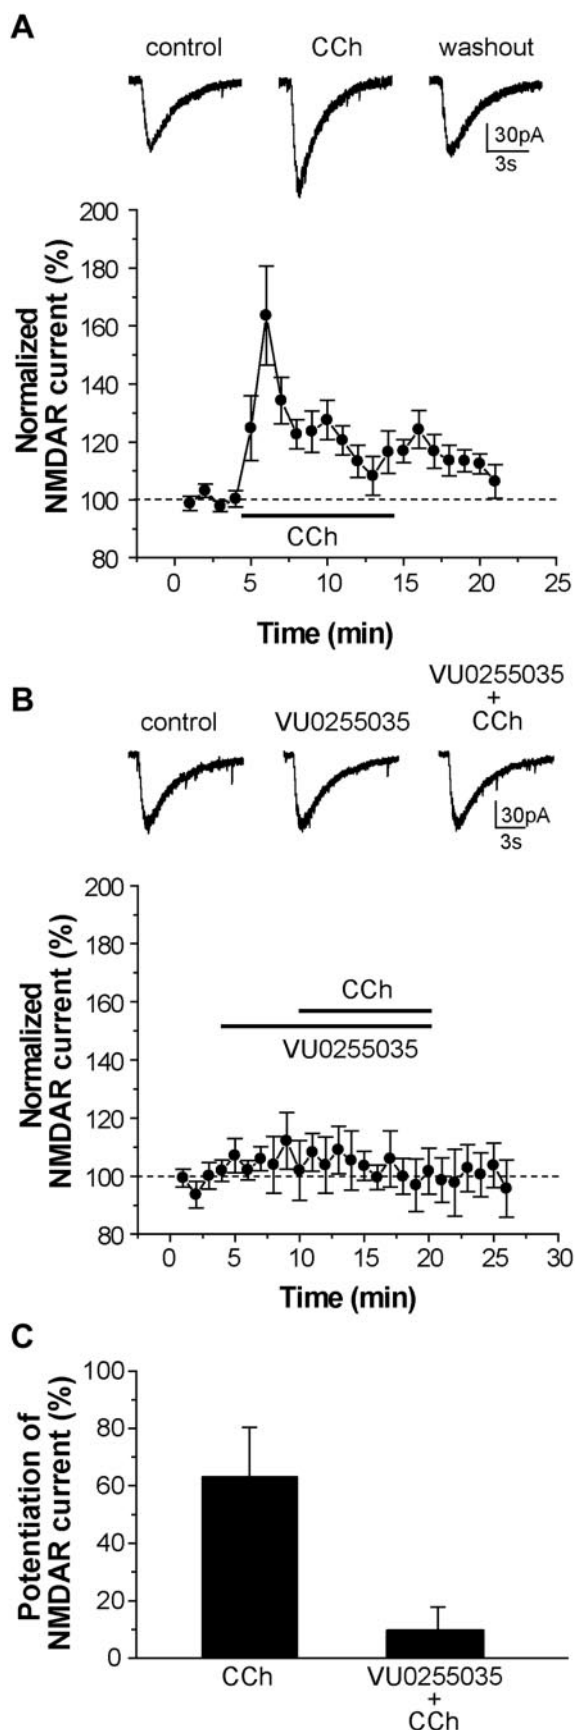 A
control
CCh
washout
30pA
3s
Normalized
NMDAR current (%)
200
180
160
140
120
100
80
CCh
0
5
10
15
20
25
Time (min)
B
control
VU0255035
VU0255035
+
CCh
30pA
3s
Normalized
NMDAR current (%)
200
180
160
140
120
100
80
CCh
VU0255035
0
5
10
15
20
25
30
Time (min)
C
Potentiation of
NMDAR current (%)
100
80
60
40
20
0
CCh
VU0255035
+
CCh